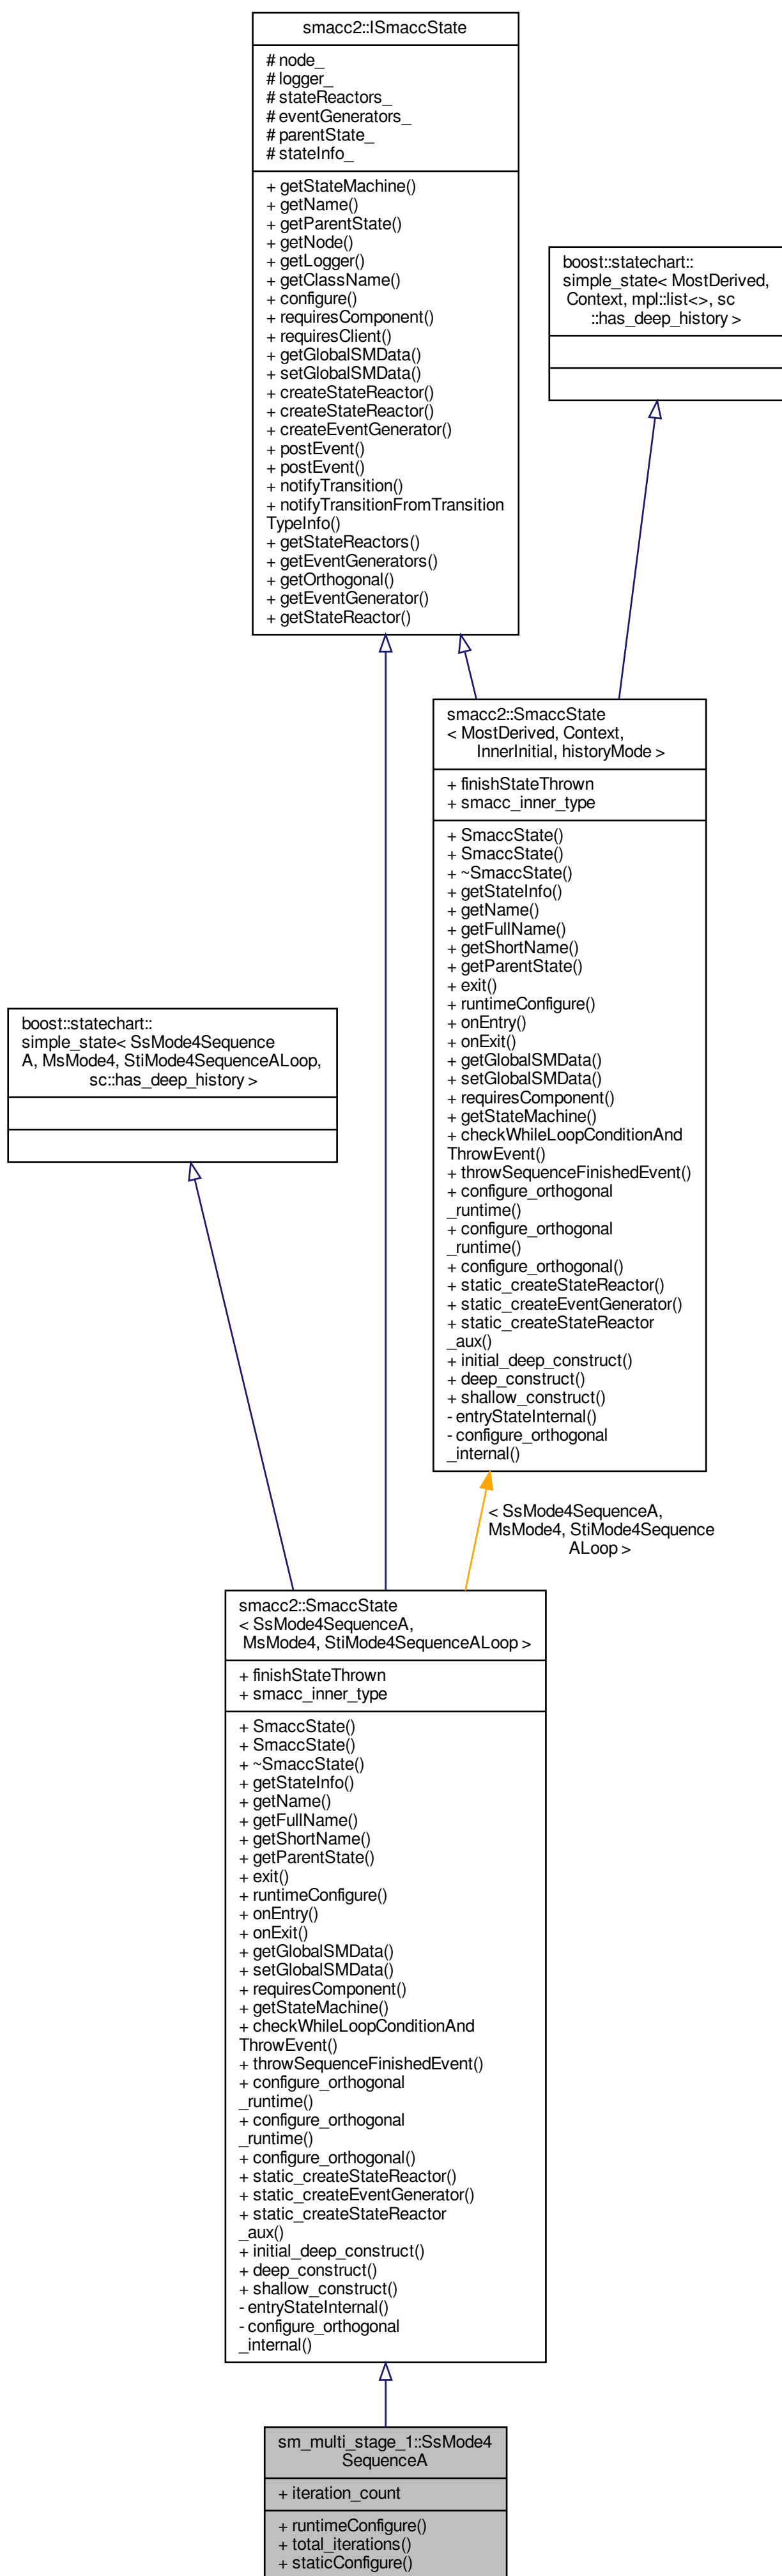 smacc2::ISmaccState
# node_
# logger_
# stateReactors_
# eventGenerators_
# parentState_
# stateInfo_
+ getStateMachine()
+ getName()
+ getParentState()
+ getNode()
+ getLogger()
+ getClassName()
+ configure()
+ requiresComponent()
+ requiresClient()
+ getGlobalSMData()
+ setGlobalSMData()
+ createStateReactor()
+ createStateReactor()
+ createEventGenerator()
+ postEvent()
+ postEvent()
+ notifyTransition()
+ notifyTransitionFromTransition
TypeInfo()
+ getStateReactors()
+ getEventGenerators()
+ getOrthogonal()
+ getEventGenerator()
+ getStateReactor()
boost::statechart::
simple_state< MostDerived,
Context, mpl::list<>, sc
::has_deep_history >
smacc2::SmaccState
< MostDerived, Context,
InnerInitial, historyMode >
+ finishStateThrown
+ smacc_inner_type
+ SmaccState()
+ SmaccState()
+ ~SmaccState()
+ getStateInfo()
+ getName()
+ getFullName()
+ getShortName()
+ getParentState()
+ exit()
+ runtimeConfigure()
+ onEntry()
+ onExit()
+ getGlobalSMData()
+ setGlobalSMData()
+ requiresComponent()
+ getStateMachine()
+ checkWhileLoopConditionAnd
ThrowEvent()
+ throwSequenceFinishedEvent()
+ configure_orthogonal
_runtime()
+ configure_orthogonal
_runtime()
+ configure_orthogonal()
+ static_createStateReactor()
+ static_createEventGenerator()
+ static_createStateReactor
_aux()
+ initial_deep_construct()
+ deep_construct()
+ shallow_construct()
- entryStateInternal()
- configure_orthogonal
_internal()
boost::statechart::
simple_state< SsMode4Sequence
A, MsMode4, StiMode4SequenceALoop,
sc::has_deep_history >
< SsMode4SequenceA,
MsMode4, StiMode4Sequence
ALoop >
smacc2::SmaccState
< SsMode4SequenceA,
MsMode4, StiMode4SequenceALoop >
+ finishStateThrown
+ smacc_inner_type
+ SmaccState()
+ SmaccState()
+ ~SmaccState()
+ getStateInfo()
+ getName()
+ getFullName()
+ getShortName()
+ getParentState()
+ exit()
+ runtimeConfigure()
+ onEntry()
+ onExit()
+ getGlobalSMData()
+ setGlobalSMData()
+ requiresComponent()
+ getStateMachine()
+ checkWhileLoopConditionAnd
ThrowEvent()
+ throwSequenceFinishedEvent()
+ configure_orthogonal
_runtime()
+ configure_orthogonal
_runtime()
+ configure_orthogonal()
+ static_createStateReactor()
+ static_createEventGenerator()
+ static_createStateReactor
_aux()
+ initial_deep_construct()
+ deep_construct()
+ shallow_construct()
- entryStateInternal()
- configure_orthogonal
_internal()
sm_multi_stage_1::SsMode4
SequenceA
+ iteration_count
+ runtimeConfigure()
+ total_iterations()
+ staticConfigure()